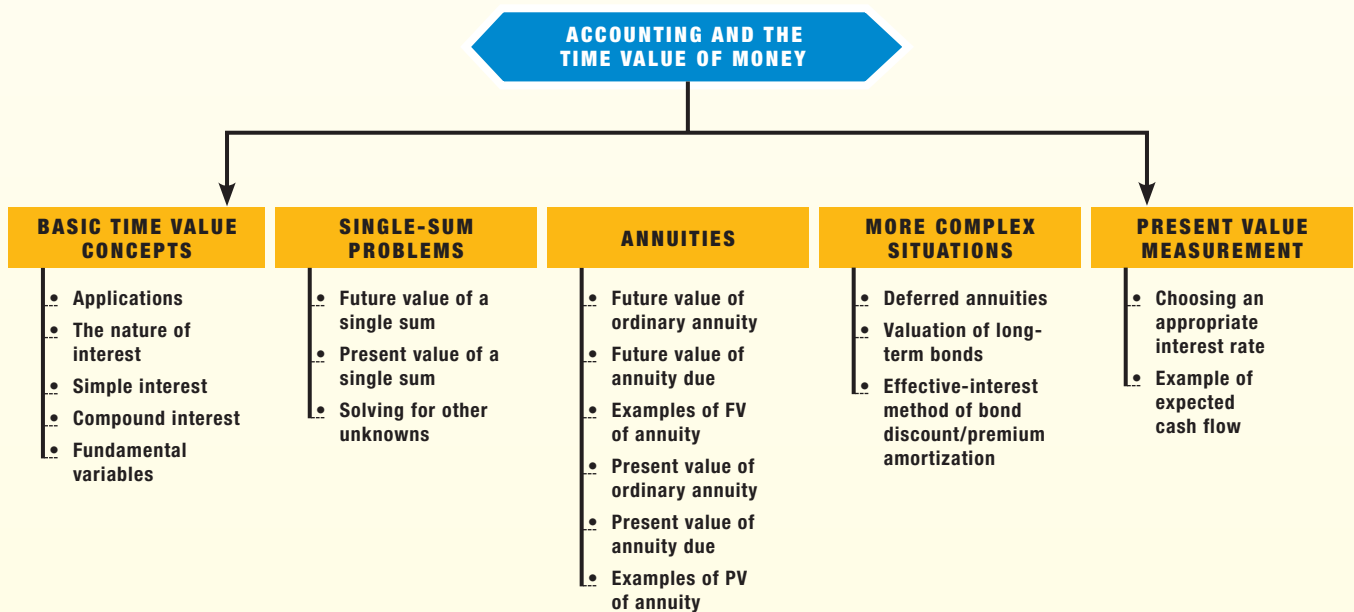 ACCOUNTING AND THE
TIME VALUE OF MONEY
BASIC TIME VALUE
CONCEPTS
• Applications
• The nature of
interest
• Simple interest
• Compound interest
• Fundamental
variables
SINGLE-SUM
PROBLEMS
• Future value of a
single sum
• Present value of a
single sum
• Solving for other
unknowns
ANNUITIES
• Future value of
ordinary annuity
• Future value of
annuity due
• Examples of FV
of annuity
• Present value of
ordinary annuity
• Present value of
annuity due
• Examples of PV
of annuity
MORE COMPLEX
SITUATIONS
• Deferred annuities
• Valuation of long-
term bonds
• Effective-interest
method of bond
discount/premium
amortization
PRESENT VALUE
MEASUREMENT
• Choosing an
appropriate
interest rate
• Example of
expected
cash flow